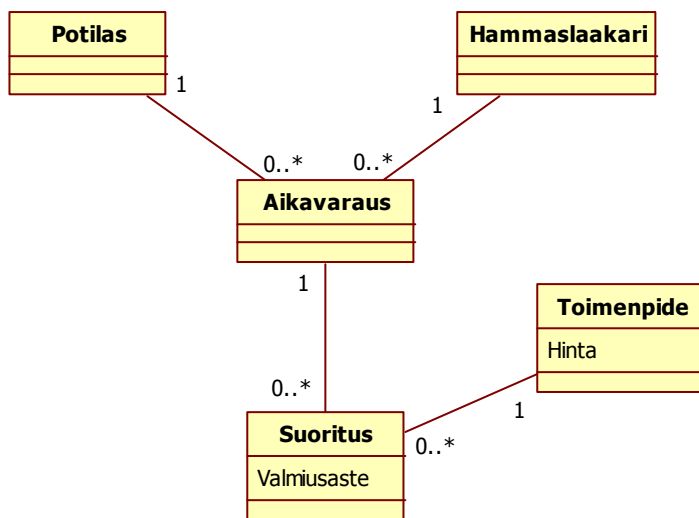 Potilas
Hammaslaakari
1
1
0..*
0..*
Aikavaraus
1
Toimenpide
Hinta
0..*
1
Suoritus
0..*
Valmiusaste